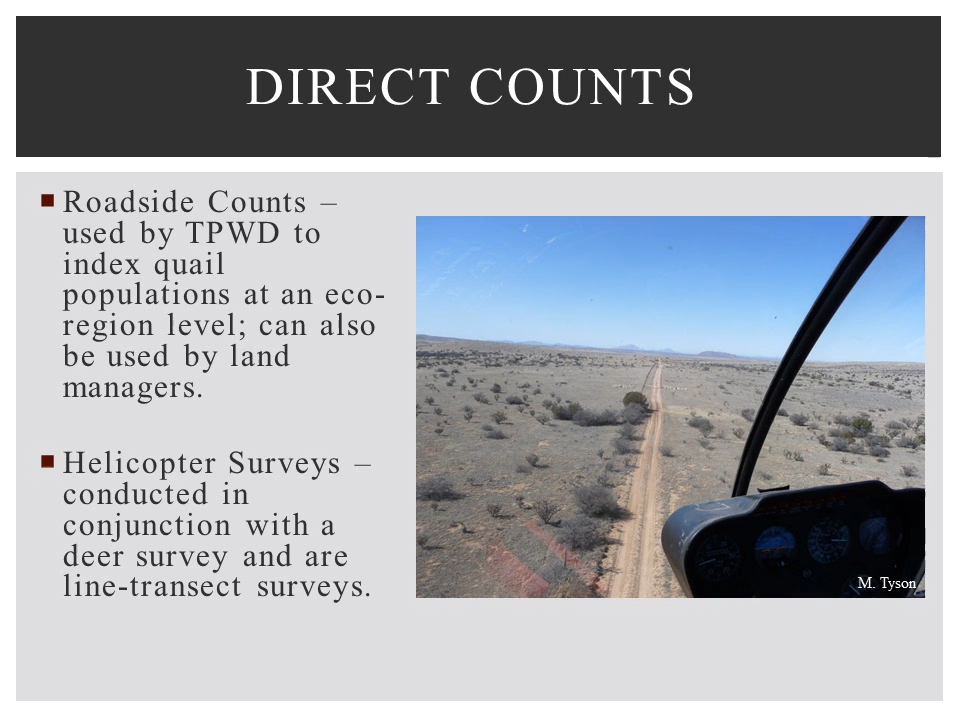 DIRECT COUNTS
Roadside Counts –
used by TPWD to
index quail
populations at an eco-
region level; can also
be used by land
managers.
Helicopter Surveys –
conducted in
conjunction with a
deer survey and are
line-transect surveys.
M. Tyson